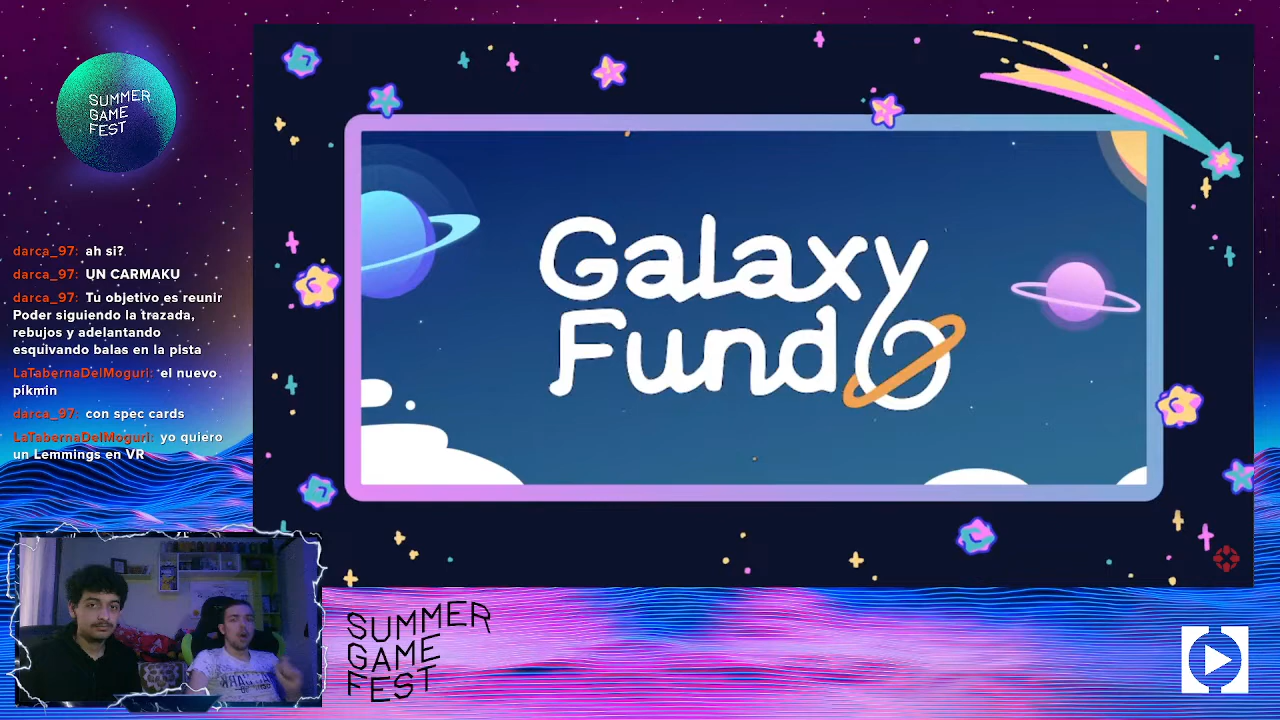 SUMMER
GAME
FEST
darca_97: ah si?
darca_97: UN CARMAKU
darca_97: Tu objetivo es reunir
Poder siguiendo la trazada,
rebujos y adelantando
esquivando balas en la pista
LaTabernaDelMoguri: el nuevo
pikmin
darca_97: con spec cards
LaTabernaDelMoguri: yo quiero
un Lemmings en VR
Galaxy
Fund
SUMMER
GAME
FEST